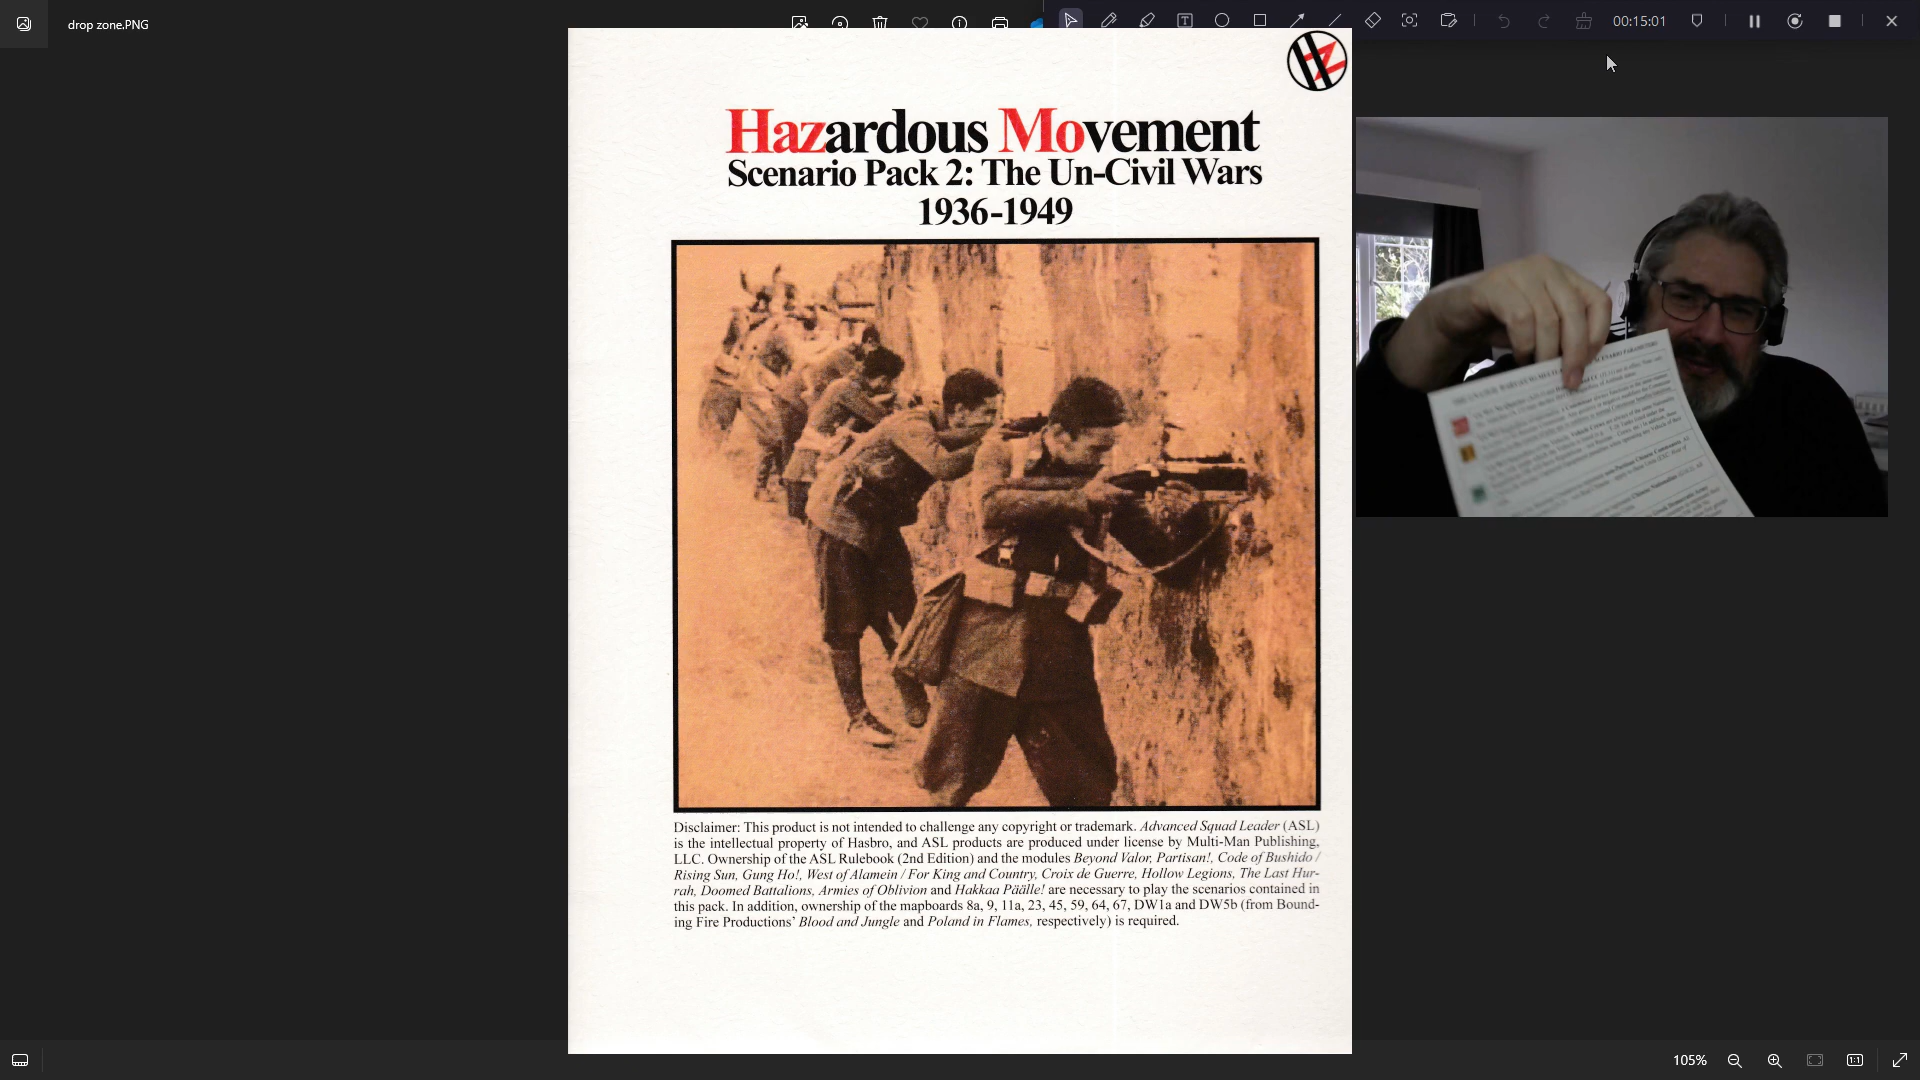 drop zone.PNG
00:15:01
HZ
Hazardous Movement
Scenario Pack 2: The Un-Civil Wars
1936-1949
Disclaimer: This product is not intended to challenge any copyright or trademark. Advanced Squad Leader (ASL)
is the intellectual property of Hasbro, and ASL products are produced under license by Multi-Man Publishing,
LLC. Ownership of the ASL Rulebook (2nd Edition) and the modules Beyond Valor, Partisan!, Code of Bushido /
Rising Sun, Gung Ho!, West of Alamein / For King and Country, Croix de Guerre, Hollow Legions, The Last Hur-
rah, Doomed Battalions, Armies of Oblivion and Hakkaa Päälle! are necessary to play the scenarios contained in
this pack. In addition, ownership of the mapboards 8a, 9, 11a, 23, 45, 59, 64, 67, DW1a and DW5b (from Bound-
ing Fire Productions' Blood and Jungle and Poland in Flames, respectively) is required.
105%